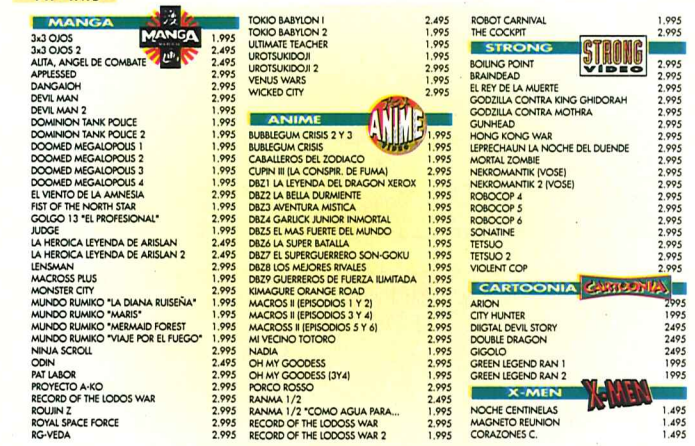 MANGA
MANGA
3x3 OJOS 1.995
3x3 OJOS 2 2.495
ALITA, ANGEL DE COMBATE 2.495
APPLESSED 2.995
DANGAIOH 2.995
DEVIL MAN 2.995
DEVIL MAN 2 1.995
DOMINION TANK POLICE 1.995
DOMINION TANK POLICE 2 2.995
DOOMED MEGALOPOLIS 1 2.995
DOOMED MEGALOPOLIS 2 2.995
DOOMED MEGALOPOLIS 3 1.995
DOOMED MEGALOPOLIS 4 1.995
EL VIENTO DE LA AMNESIA 2.995
FIST OF THE NORTH STAR 1.995
GOLGO 13 "EL PROFESIONAL" 2.995
JUDGE 1.995
LA HEROICA LEYENDA DE ARISLAN 2.495
LA HEROICA LEYENDA DE ARISLAN 2 2.495
LENSMAN 2.995
MACROSS PLUS 1.995
MONSTER CITY 2.995
MUNDO RUMIKO "LA DIANA RUISEÑA" 1.995
MUNDO RUMIKO "MARIS" 1.995
MUNDO RUMIKO "MERMAID FOREST 1.995
MUNDO RUMIKO "VIAJE POR EL FUEGO" 1.995
NINJA SCROLL 2.995
ODIN 2.495
PAT LABOR 2.995
PROYECTO A-KO 2.995
RECORD OF THE LODOS WAR 2.995
ROUJIN Z 2.995
ROYAL SPACE FORCE 2.995
RG-VEDA 2.995
TOKIO BABYLON I 2.495
TOKIO BABYLON 2 1.995
ULTIMATE TEACHER 1.995
UROTSUKIDOJI 2.995
UROTSUKIDOJI 2 2.995
VENUS WARS 1.995
WICKED CITY 2.995
ANIME
ANIME
VIDEO
BUBBLEGUM CRISIS 2 Y 3 1.995
BUBLEGUM CRISIS 1.995
CABALLEROS DEL ZODIACO 1.995
CUPIN III (LA CONSPIR. DE FUMA) 2.995
DBZ1 LA LEYENDA DEL DRAGON XEROX 1.995
DBZ2 LA BELLA DURMIENTE 1.995
DBZ3 AVENTURA MISTICA 1.995
DBZ4 GARLICK JUNIOR INMORTAL 1.995
DBZ5 EL MAS FUERTE DEL MUNDO 1.995
DBZ6 LA SUPER BATALLA 1.995
DBZ7 EL SUPERGUERRERO SON-GOKU 1.995
DBZ8 LOS MEJORES RIVALES 1.995
DBZ9 GUERREROS DE FUERZA ILIMITADA 1.995
KIMAGURE ORANGE ROAD 1.995
MACROS II (EPISODIOS 1 Y 2) 2.995
MACROS II (EPISODIOS 3 Y 4) 2.995
MACROSS II (EPISODIOS 5 Y 6) 2.995
MI VECINO TOTORO 2.995
NADIA 1.995
OH MY GOODESS 2.995
OH MY GOODESS (3Y4) 1.995
PORCO ROSSO 2.995
RANMA 1/2 2.495
RANMA 1/2 "COMO AGUA PARA... 1.995
RECORD OF THE LODOSS WAR 2.995
RECORD OF THE LODOSS WAR 2 1.995
ROBOT CARNIVAL 1.995
THE COCKPIT 2.995
STRONG
STRONG
VÍDEO
BOILING POINT 2.995
BRAINDEAD 2.995
EL REY DE LA MUERTE 2.995
GODZILLA CONTRA KING GHIDORAH 2.995
GODZILLA CONTRA MOTHRA 2.995
GUNHEAD 2.995
HONG KONG WAR 2.995
LEPRECHAUN LA NOCHE DEL DUENDE 2.995
MORTAL ZOMBIE 2.995
NEKROMANTIK (VOSE) 2.995
NEKROMANTIK 2 (VOSE) 2.995
ROBOCOP 4 2.995
ROBOCOP 5 2.995
ROBOCOP 6 2.995
SONATINE 2.995
TETSUO 2.995
TETSUO 2 2.995
VIOLENT COP 2.995
CARTOONIA
CARTOONIA
ARION 2995
CITY HUNTER 1995
DIIGTAL DEVIL STORY 2495
DOUBLE DRAGON 2495
GIGOLO 2495
GREEN LEGEND RAN 1 1995
GREEN LEGEND RAN 2 1995
X-MEN
X-MEN
NOCHE CENTINELAS 1.495
MAGNETO REUNION 1.495
CORAZONES C. 1.495